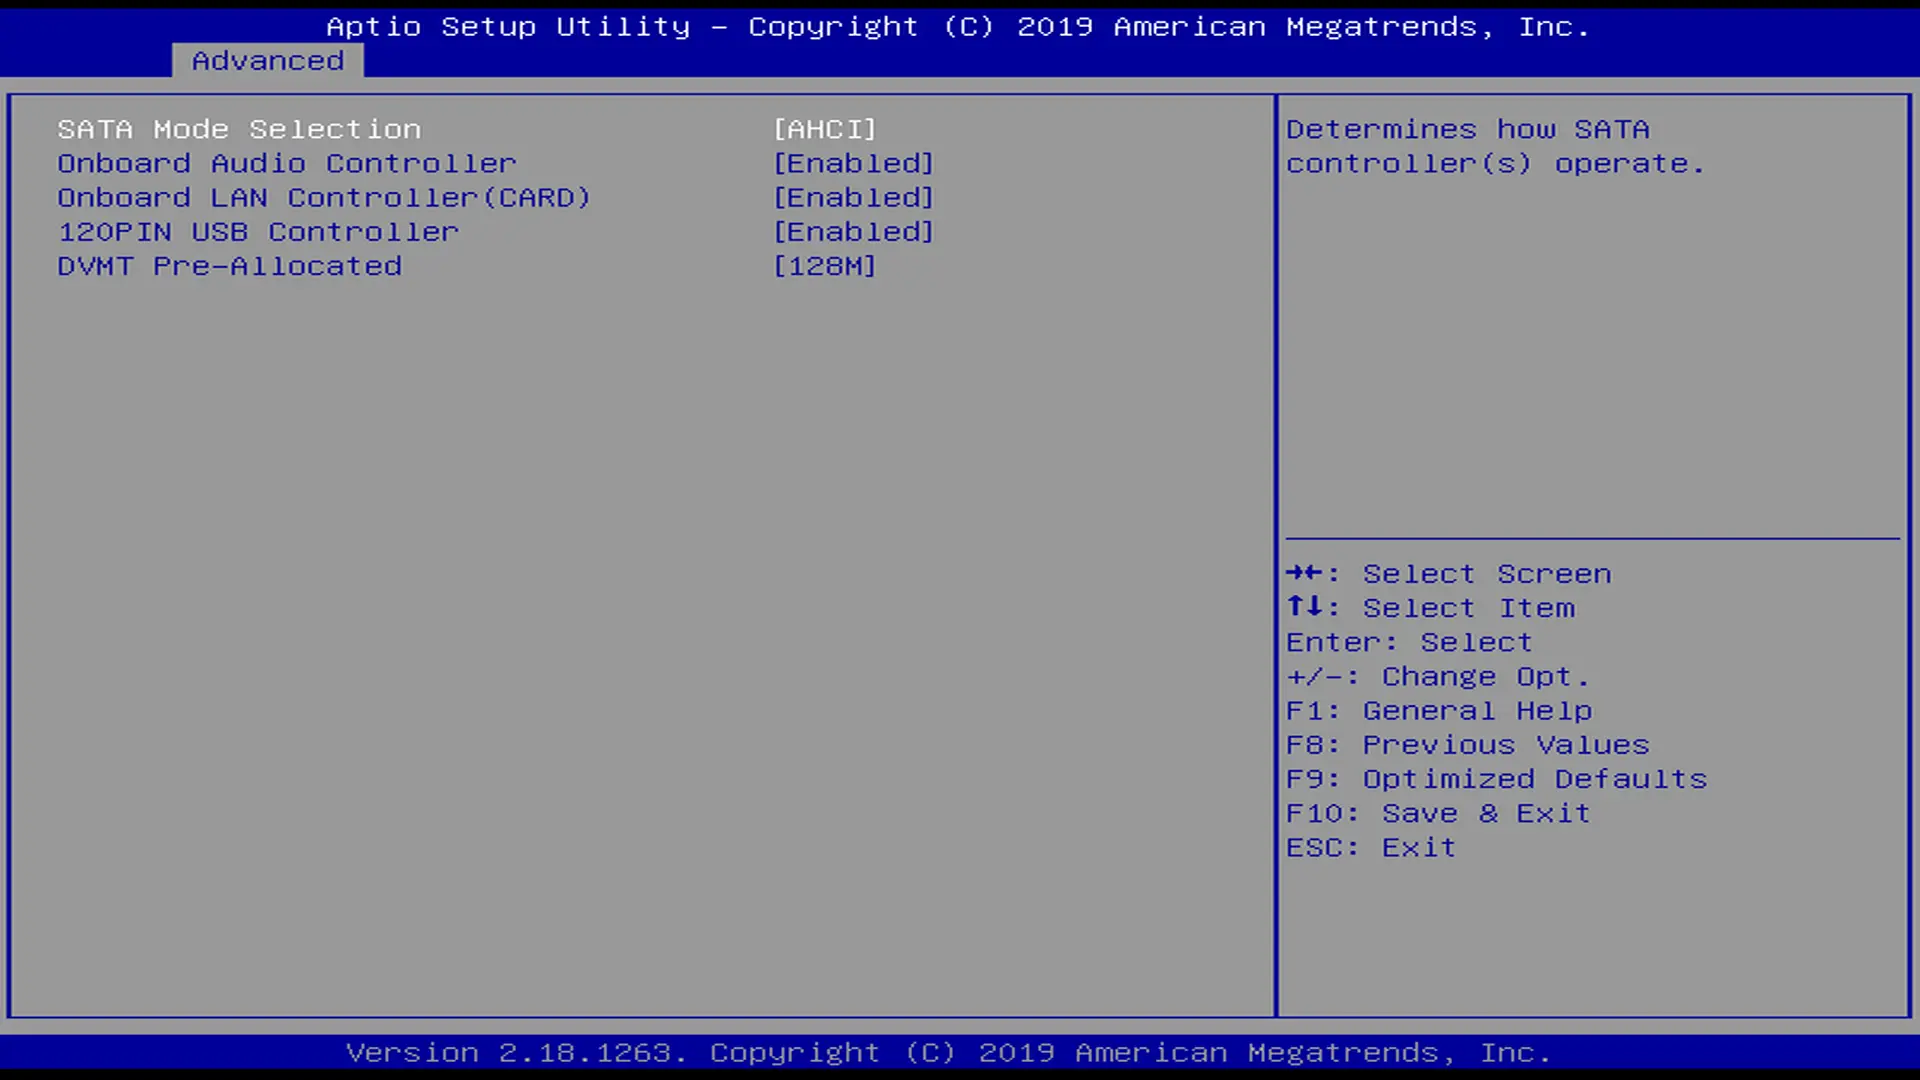 Aptio Setup Utility – Copyright (C) 2019 American Megatrends, Inc.
Advanced
SATA Mode Selection [AHCI]
Onboard Audio Controller [Enabled]
Onboard LAN Controller(CARD) [Enabled]
120PIN USB Controller [Enabled]
DVMT Pre-Allocated [128M]
Determines how SATA
controller(s) operate.
→←: Select Screen
↑↓: Select Item
Enter: Select
+/-: Change Opt.
F1: General Help
F8: Previous Values
F9: Optimized Defaults
F10: Save & Exit
ESC: Exit
Version 2.18.1263. Copyright (C) 2019 American Megatrends, Inc.